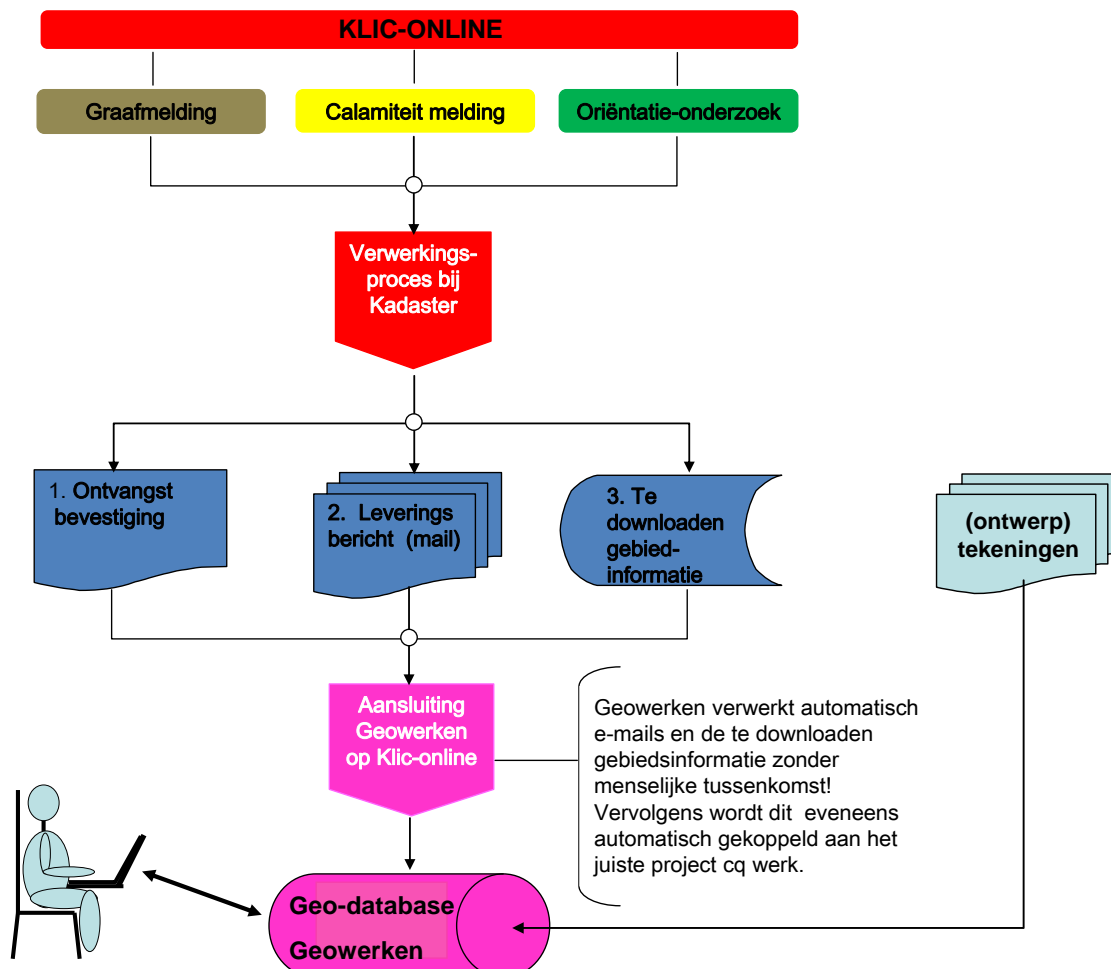 KLIC-ONLINE
Graafmelding
Calamiteit melding
Oriëntatie-onderzoek
Verwerkings-
proces bij
Kadaster
1. Ontvangst
bevestiging
2. Leverings
bericht (mail)
3. Te
downloaden
gebied-
informatie
(ontwerp)
tekeningen
Aansluiting
Geowerken
op Klic-online
Geowerken verwerkt automatisch
e-mails en de te downloaden
gebiedsinformatie zonder
menselijke tussenkomst!
Vervolgens wordt dit eveneens
automatisch gekoppeld aan het
juiste project cq werk.
Geo-database
Geowerken